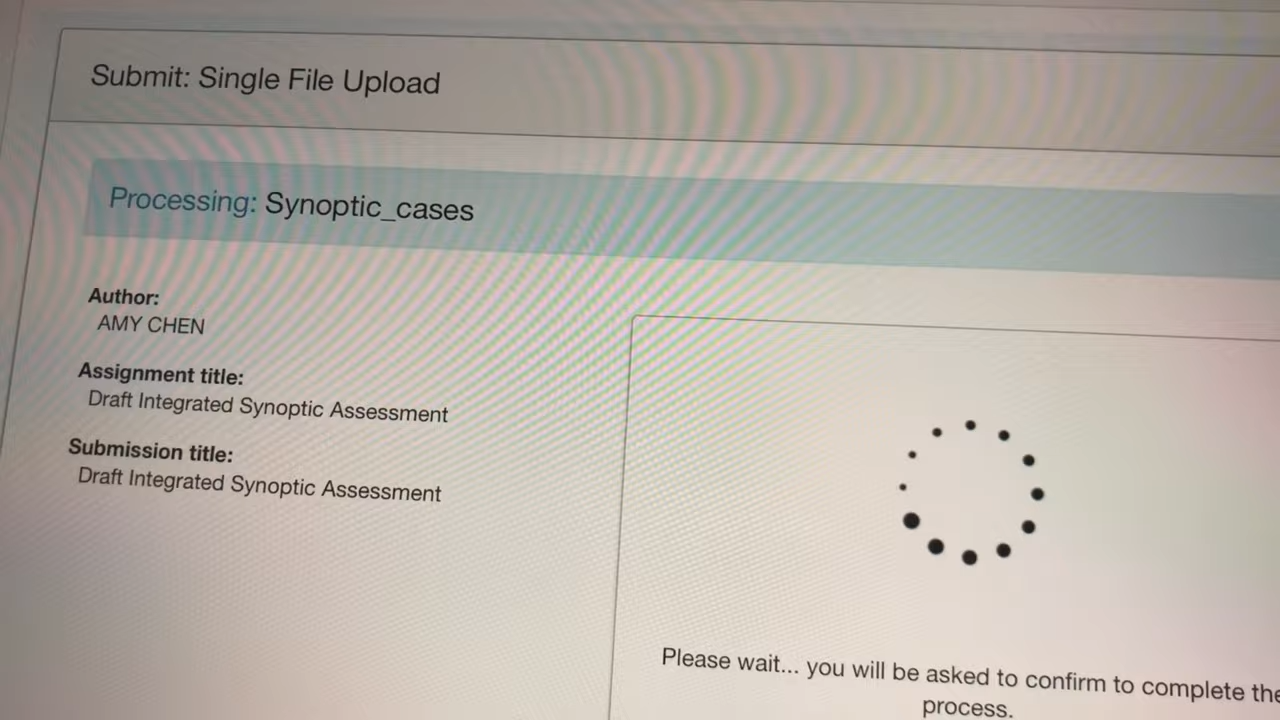 Submit: Single File Upload
Processing: Synoptic_cases
Author:
AMY CHEN
Assignment title:
Draft Integrated Synoptic Assessment
Submission title:
Draft Integrated Synoptic Assessment
Please wait... you will be asked to confirm to complete the
process.